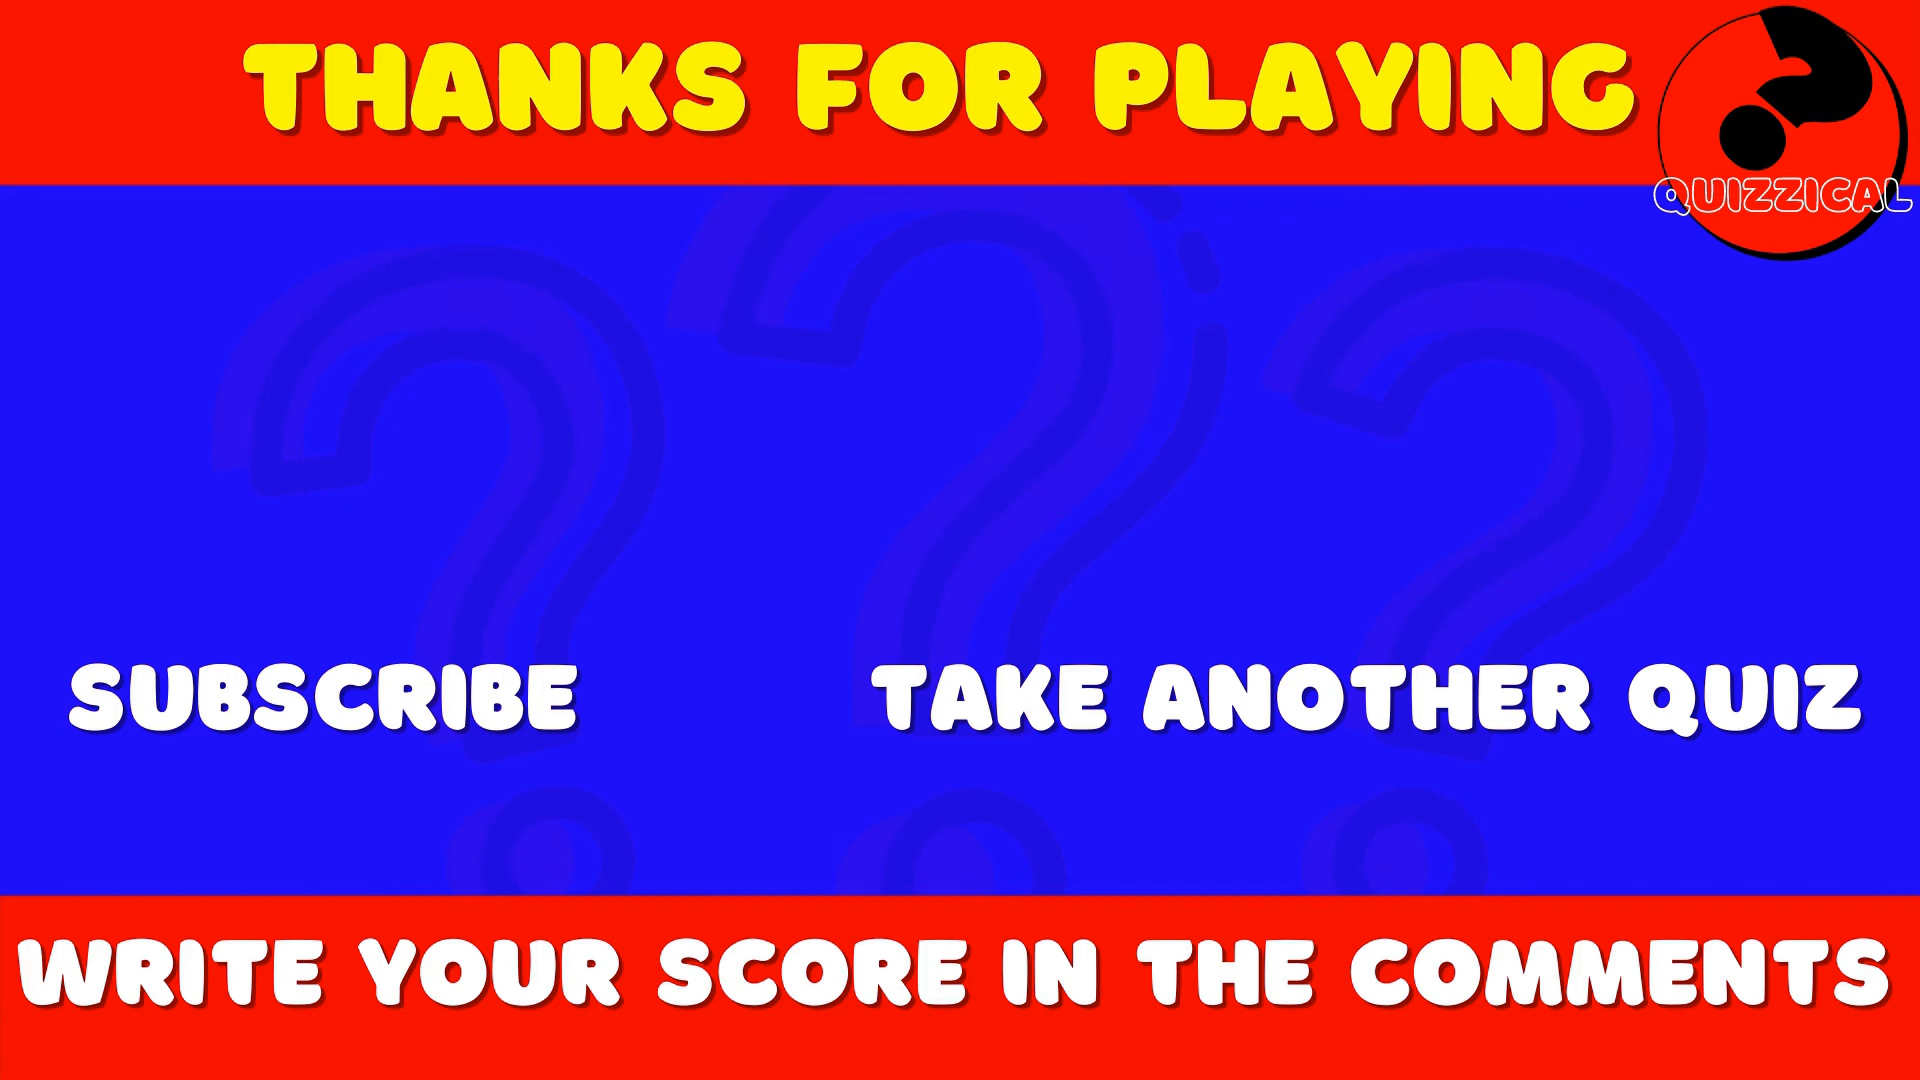 THANKS FOR PLAYING
QUIZZICAL
SUBSCRIBE
TAKE ANOTHER QUIZ
WRITE YOUR SCORE IN THE COMMENTS